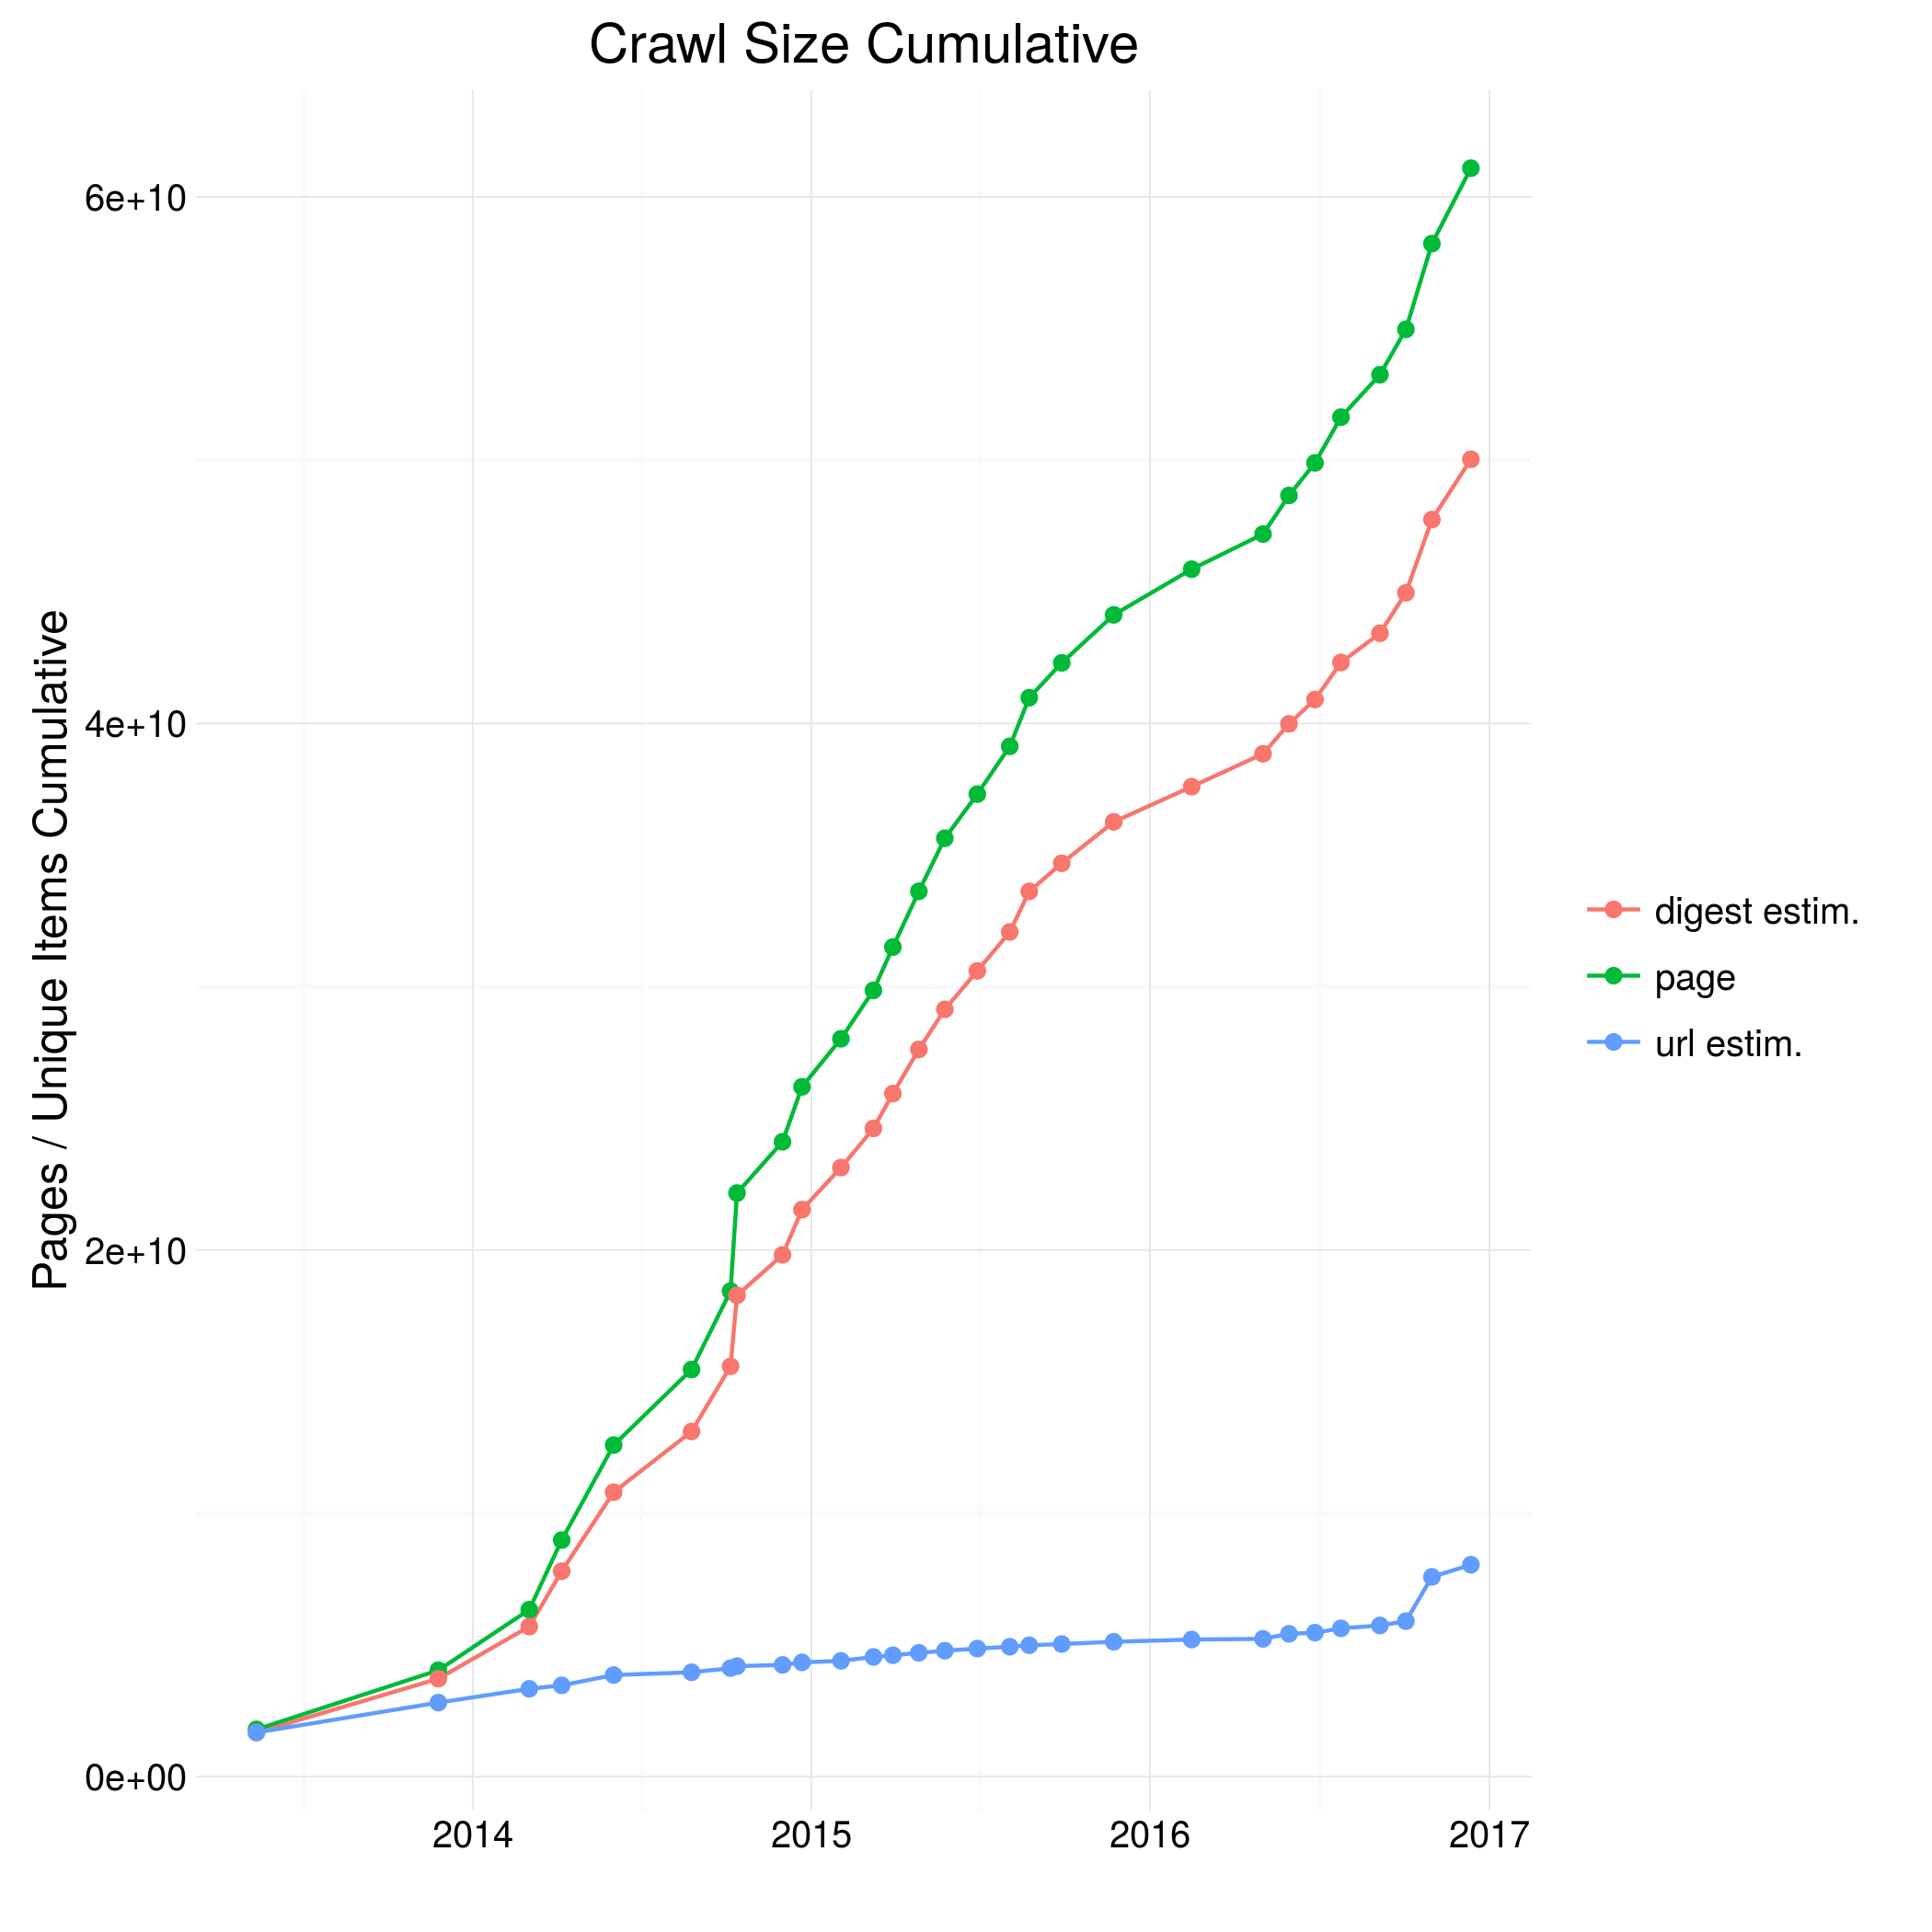 Crawl Size Cumulative
Pages / Unique Items Cumulative
6e+10
4e+10
2e+10
0e+00
2014
2015
2016
2017
digest estim.
page
url estim.